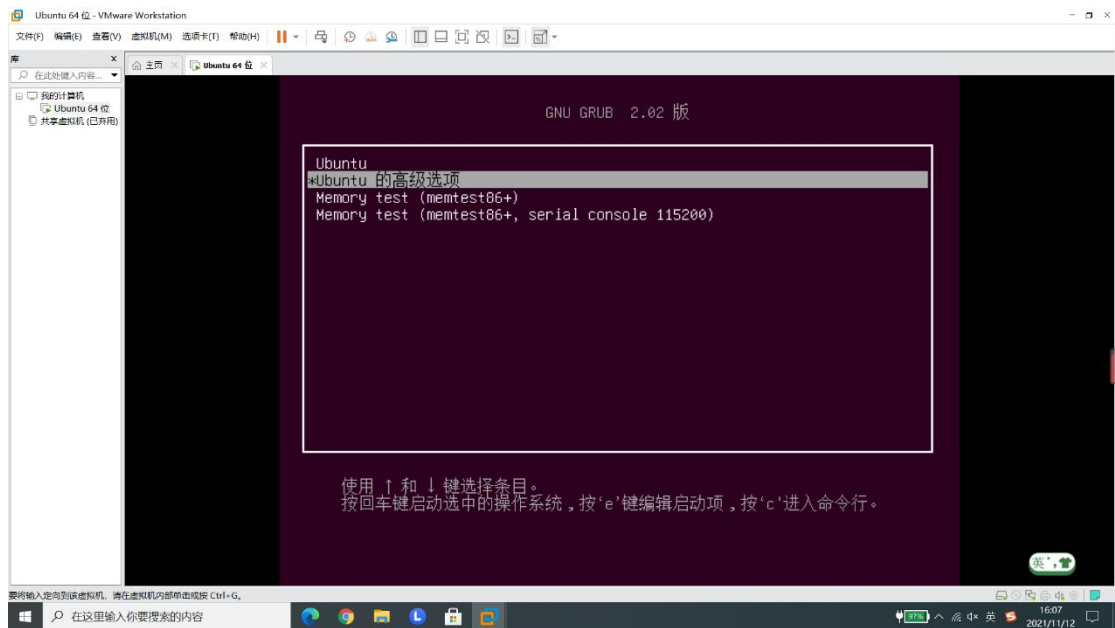 Ubuntu 64 位 - VMware Workstation
文件(F) 编辑(E) 查看(V) 虚拟机(M) 选项卡(T) 帮助(H)
库
在此处键入内容...
主页
Ubuntu 64 位
我的计算机
Ubuntu 64 位
共享虚拟机 (已弃用)
GNU GRUB 2.02 版
Ubuntu
*Ubuntu 的高级选项
Memory test (memtest86+)
Memory test (memtest86+, serial console 115200)
使用 ↑ 和 ↓ 键选择条目。
按回车键启动选中的操作系统,按‘e’键编辑启动项,按‘c’进入命令行。
英
要将输入定向到该虚拟机，请在虚拟机内部单击或按 Ctrl+G。
在这里输入你要搜索的内容
L
97%
英
16:07
2021/11/12